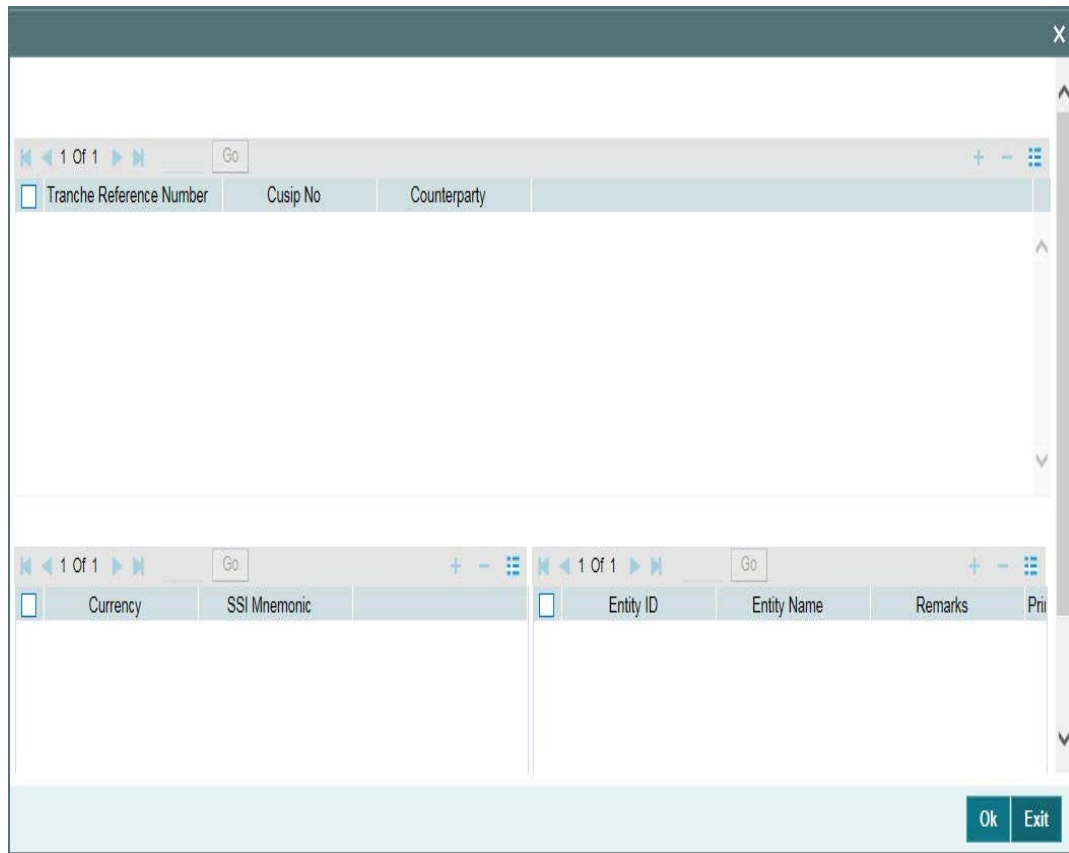 X
1 Of 1 Go
Tranche Reference Number Cusip No Counterparty
1 Of 1 Go
Currency SSI Mnemonic
1 Of 1 Go
Entity ID Entity Name Remarks Pri
Ok Exit